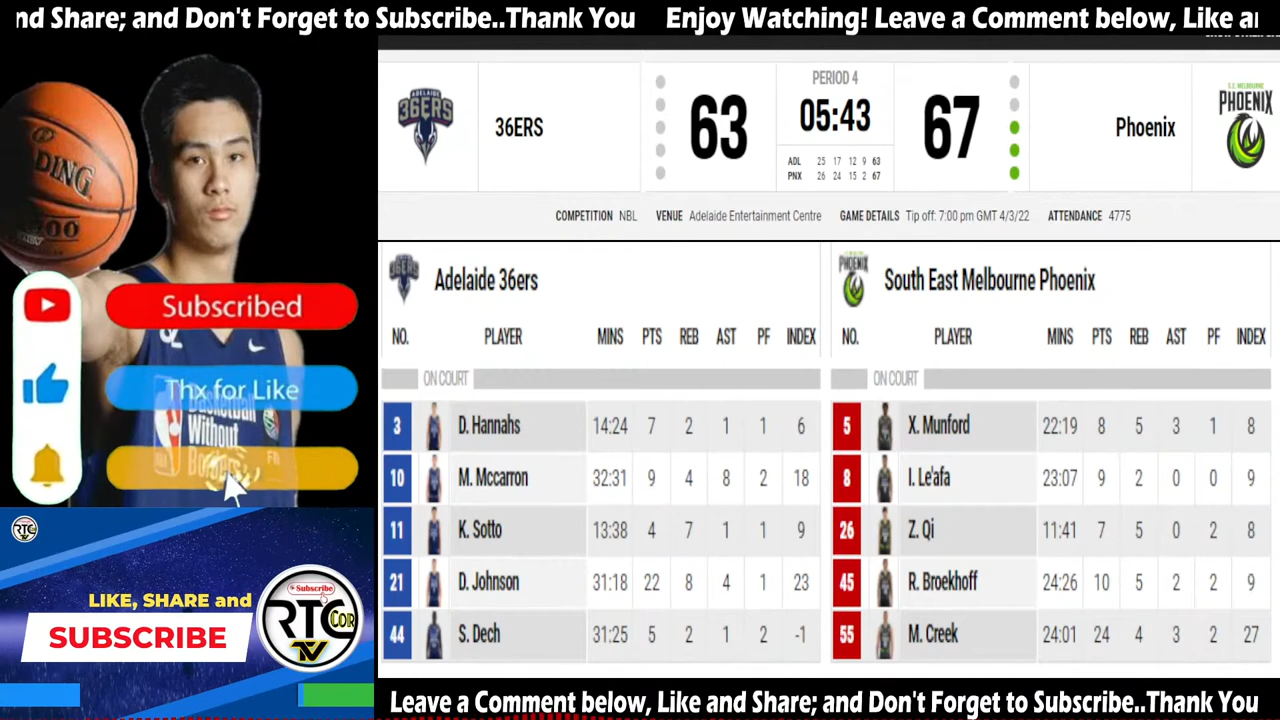 nd Share; and Don't Forget to Subscribe..Thank You Enjoy Watching! Leave a Comment below, Like a
DING
Subscribed
Thx for Like
Basketball
Without
Borders
LIKE, SHARE and
SUBSCRIBE
Subscribe
RTC
COR
TV
ADELAIDE
36ERS
36ERS
63
PERIOD 4
05:43
ADL 25 17 12 9 63
PNX 26 24 15 2 67
67
Phoenix
S.E. MELBOURNE
PHOENIX
COMPETITION NBL VENUE Adelaide Entertainment Centre GAME DETAILS Tip off: 7:00 pm GMT 4/3/22 ATTENDANCE 4775
Adelaide 36ers
NO. PLAYER MINS PTS REB AST PF INDEX
ON COURT
3 D. Hannahs 14:24 7 2 1 1 6
10 M. Mccarron 32:31 9 4 8 2 18
11 K. Sotto 13:38 4 7 1 1 9
21 D. Johnson 31:18 22 8 4 1 23
44 S. Dech 31:25 5 2 1 2 -1
PHOENIX
South East Melbourne Phoenix
NO. PLAYER MINS PTS REB AST PF INDEX
ON COURT
5 X. Munford 22:19 8 5 3 1 8
8 I. Le'afa 23:07 9 2 0 0 9
26 Z. Qi 11:41 7 5 0 2 8
45 R. Broekhoff 24:26 10 5 2 2 9
55 M. Creek 24:01 24 4 3 2 27
Leave a Comment below, Like and Share; and Don't Forget to Subscribe..Thank You